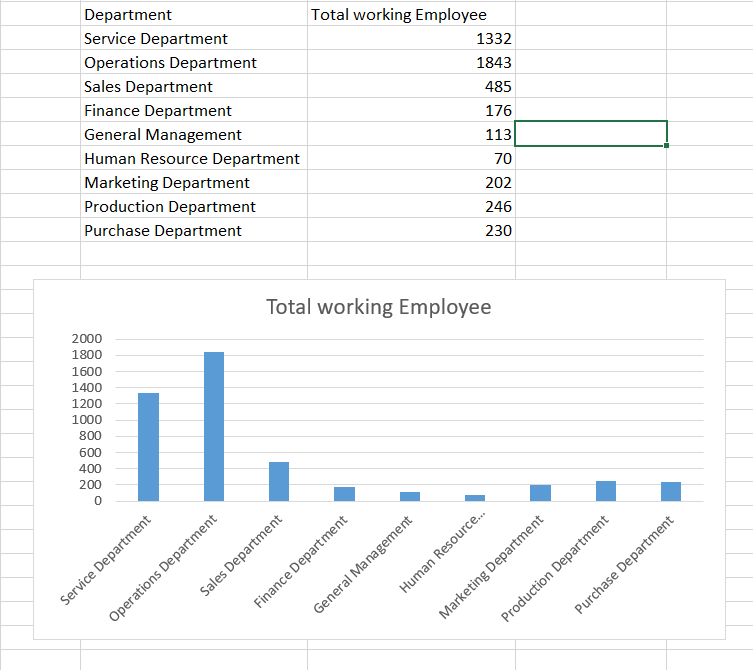 Department Total working Employee
Service Department 1332
Operations Department 1843
Sales Department 485
Finance Department 176
General Management 113
Human Resource Department 70
Marketing Department 202
Production Department 246
Purchase Department 230
Total working Employee
2000
1800
1600
1400
1200
1000
800
600
400
200
0
Service Department
Operations Department
Sales Department
Finance Department
General Management
Human Resource...
Marketing Department
Production Department
Purchase Department